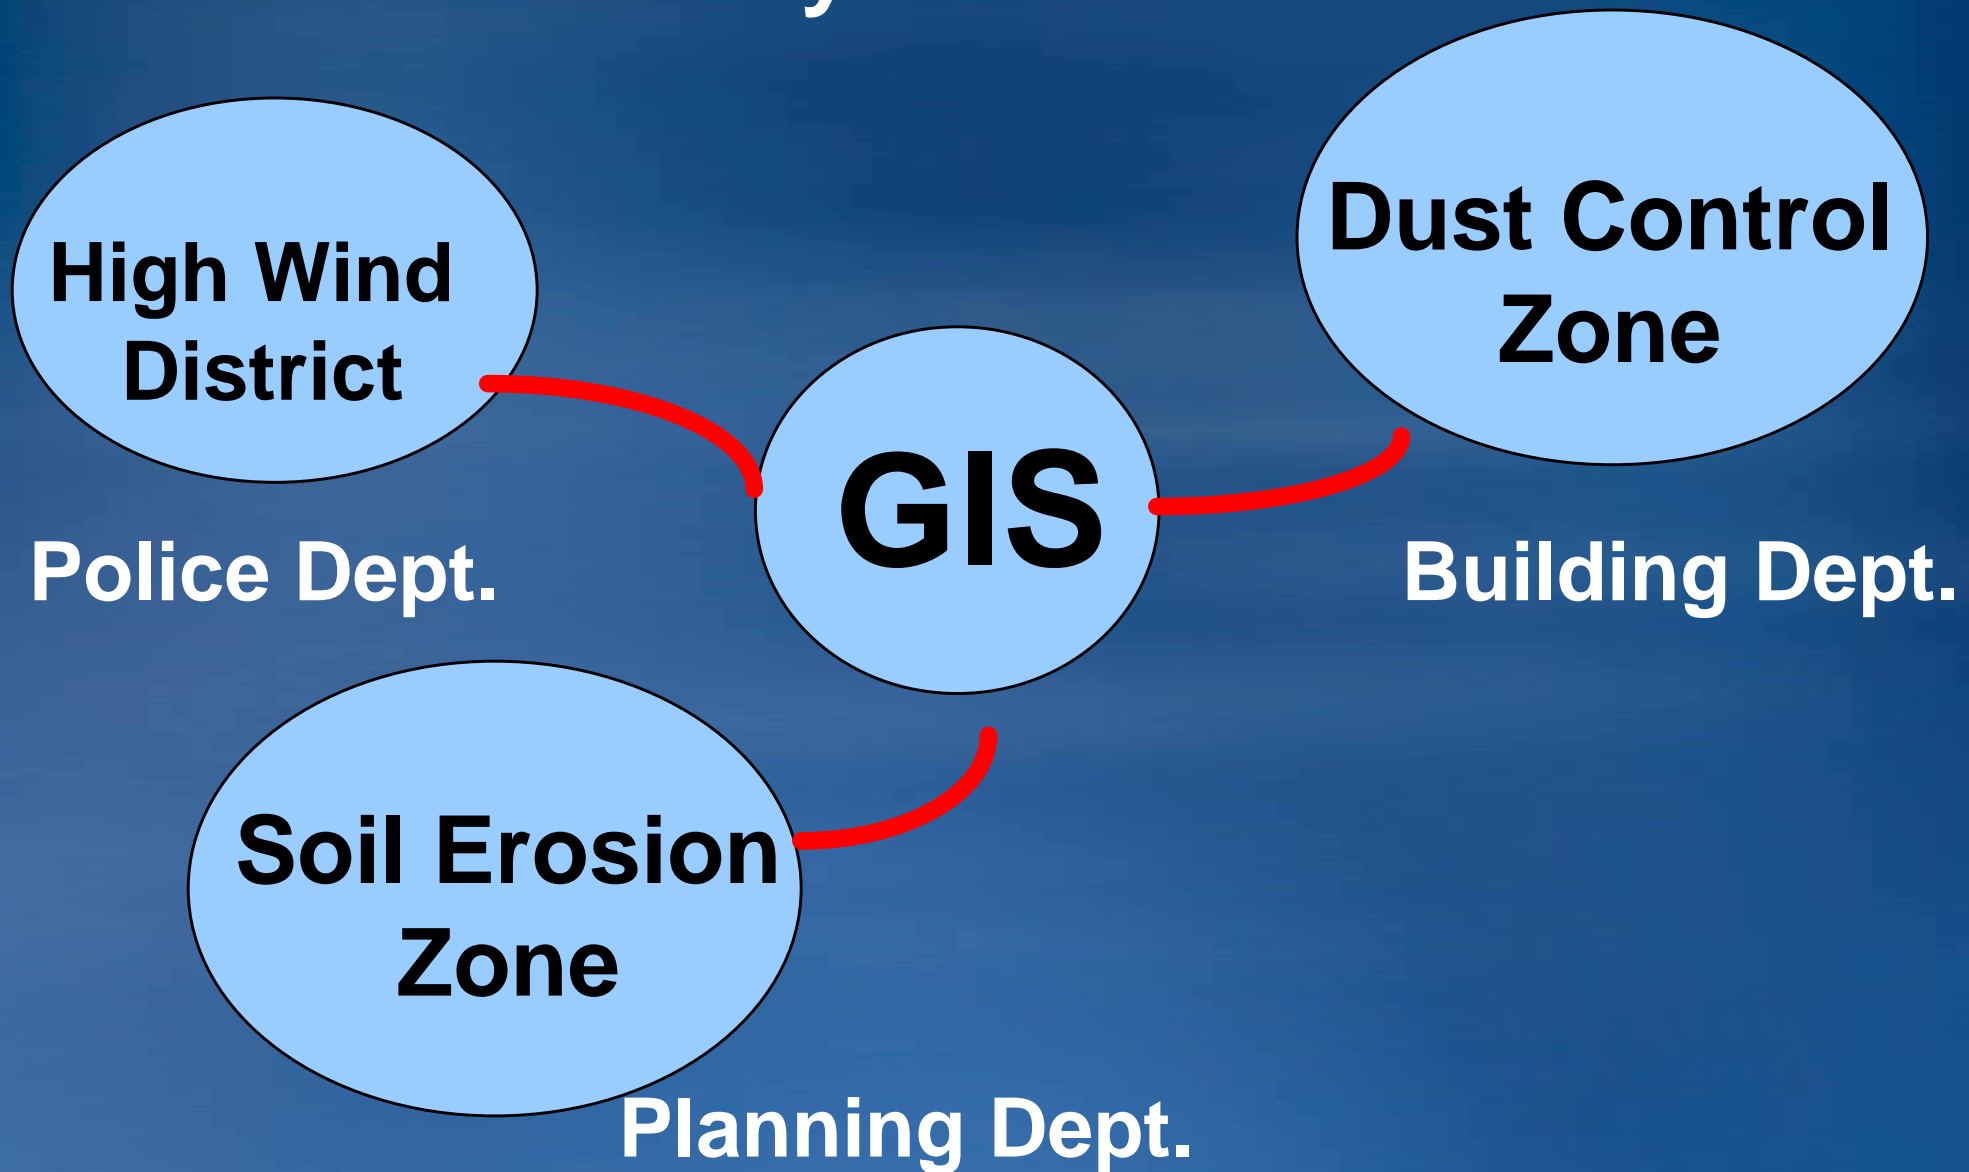 High Wind
District
Dust Control
Zone
GIS
Police Dept.
Building Dept.
Soil Erosion
Zone
Planning Dept.